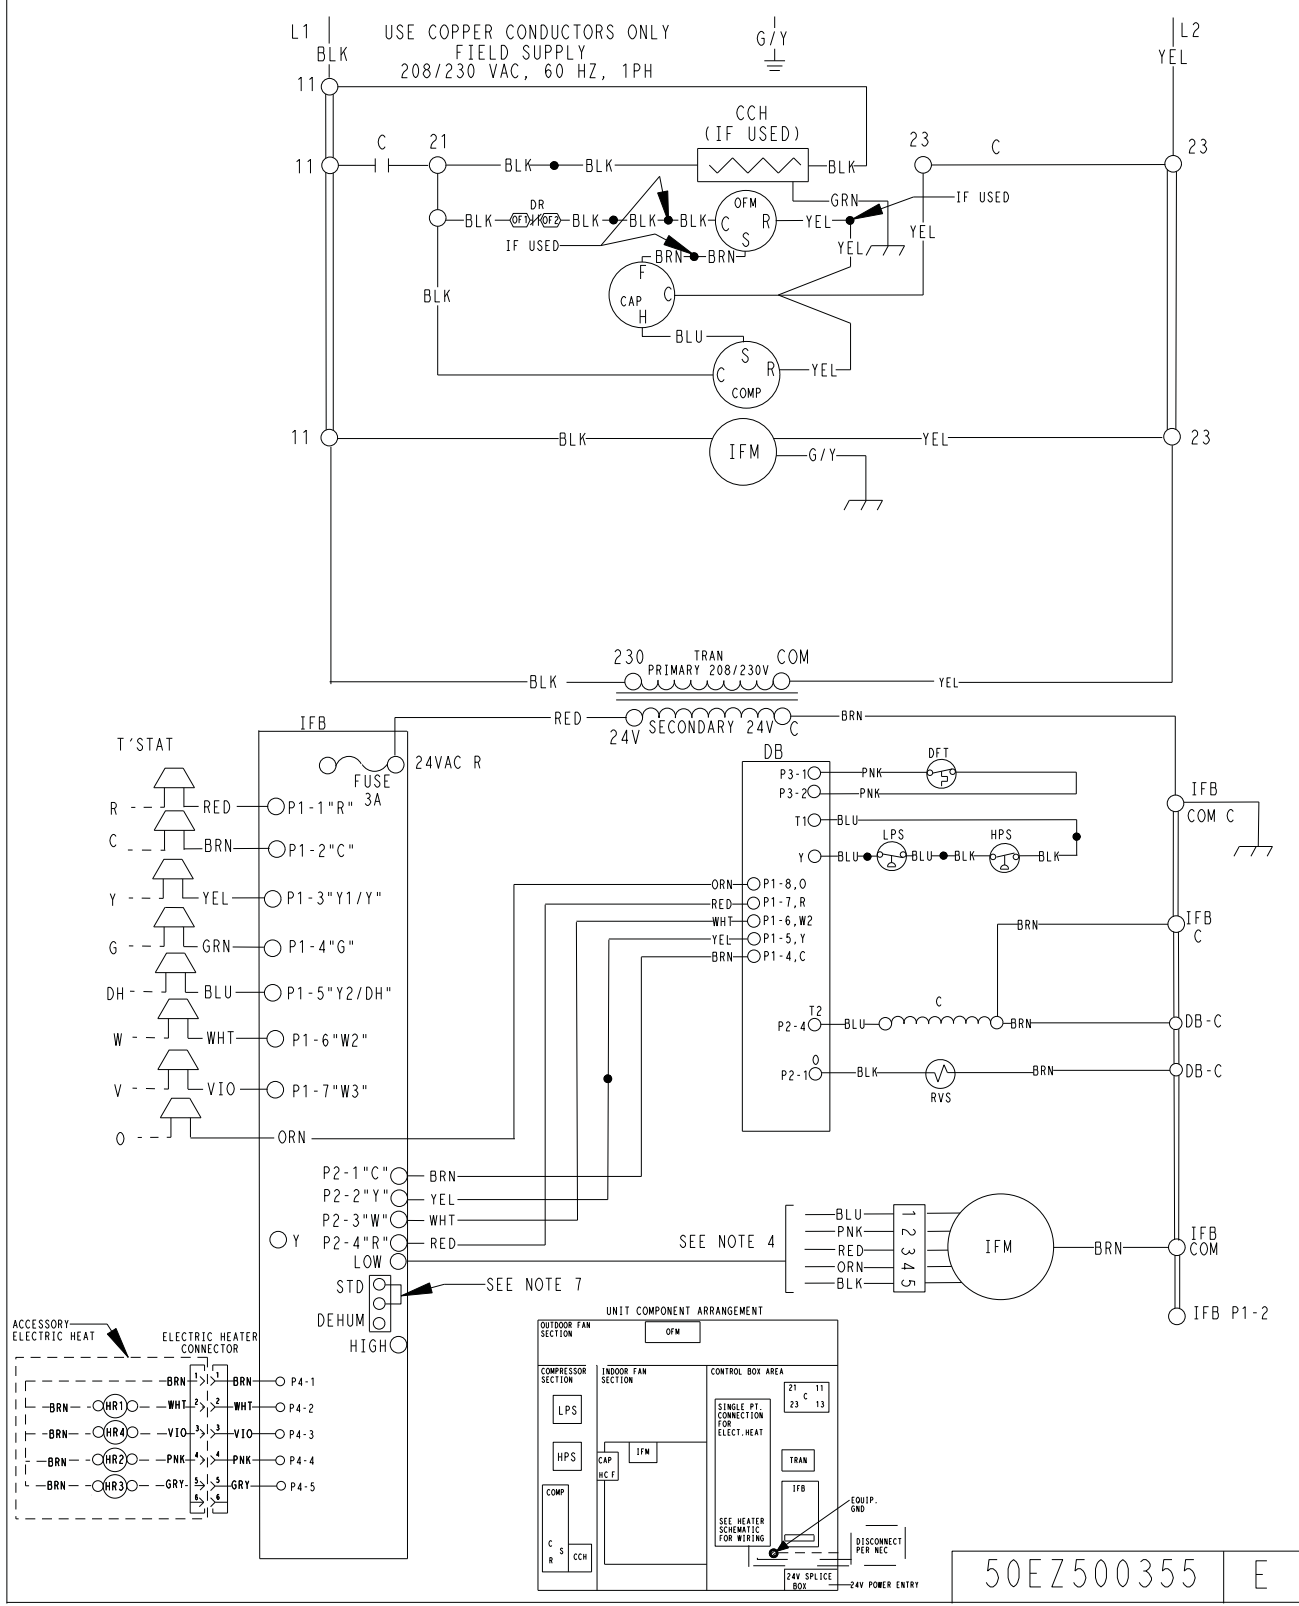 L1
BLK
USE COPPER CONDUCTORS ONLY
FIELD SUPPLY
208/230 VAC, 60 HZ, 1PH
G/Y
L2
YEL
11
CCH
(IF USED)
C
21
23
C
23
11
BLK
BLK
BLK
GRN
IF USED
DR
BLK
OF1
OF2
BLK
BLK
BLK
OFM
C
R
S
YEL
YEL
YEL
IF USED
BRN
BRN
BLK
F
CAP
C
H
BLU
S
C
R
COMP
YEL
11
BLK
IFM
YEL
23
G/Y
230
TRAN
PRIMARY 208/230V
COM
BLK
YEL
RED
24V
SECONDARY 24V
C
BRN
IFB
T'STAT
FUSE
3A
24VAC R
DB
R
RED
P1-1"R"
C
BRN
P1-2"C"
Y
YEL
P1-3"Y1/Y"
G
GRN
P1-4"G"
DH
BLU
P1-5"Y2/DH"
W
WHT
P1-6"W2"
V
VIO
P1-7"W3"
O
ORN
P3-1
PNK
DFT
P3-2
PNK
T1
BLU
Y
BLU
LPS
BLU
BLK
HPS
BLK
ORN
P1-8,O
RED
P1-7,R
WHT
P1-6,W2
YEL
P1-5,Y
BRN
P1-4,C
IFB
COM C
BRN
IFB
C
T2
P2-4
BLU
C
BRN
DB-C
O
P2-1
BLK
RVS
BRN
DB-C
P2-1"C"
BRN
P2-2"Y"
YEL
P2-3"W"
WHT
P2-4"R"
RED
Y
LOW
STD
DEHUM
HIGH
SEE NOTE 7
SEE NOTE 4
BLU
PNK
RED
ORN
BLK
1
2
3
4
5
IFM
BRN
IFB
COM
IFB P1-2
ACCESSORY
ELECTRIC HEAT
ELECTRIC HEATER
CONNECTOR
BRN
1
1
BRN
P4-1
BRN
HR1
WHT
2
2
WHT
P4-2
BRN
HR4
VIO
3
3
VIO
P4-3
BRN
HR2
PNK
4
4
PNK
P4-4
BRN
HR3
GRY
5
5
GRY
P4-5
6
6
UNIT COMPONENT ARRANGEMENT
OUTDOOR FAN
SECTION
OFM
COMPRESSOR
SECTION
INDOOR FAN
SECTION
CONTROL BOX AREA
LPS
HPS
COMP
C
S
R
CCH
CAP
HC F
IFM
SINGLE PT.
CONNECTION
FOR
ELECT.HEAT
SEE HEATER
SCHEMATIC
FOR WIRING
21 11
C
23 13
TRAN
IFB
EQUIP.
GND
DISCONNECT
PER NEC
24V SPLICE
BOX
24V POWER ENTRY
50EZ500355
E